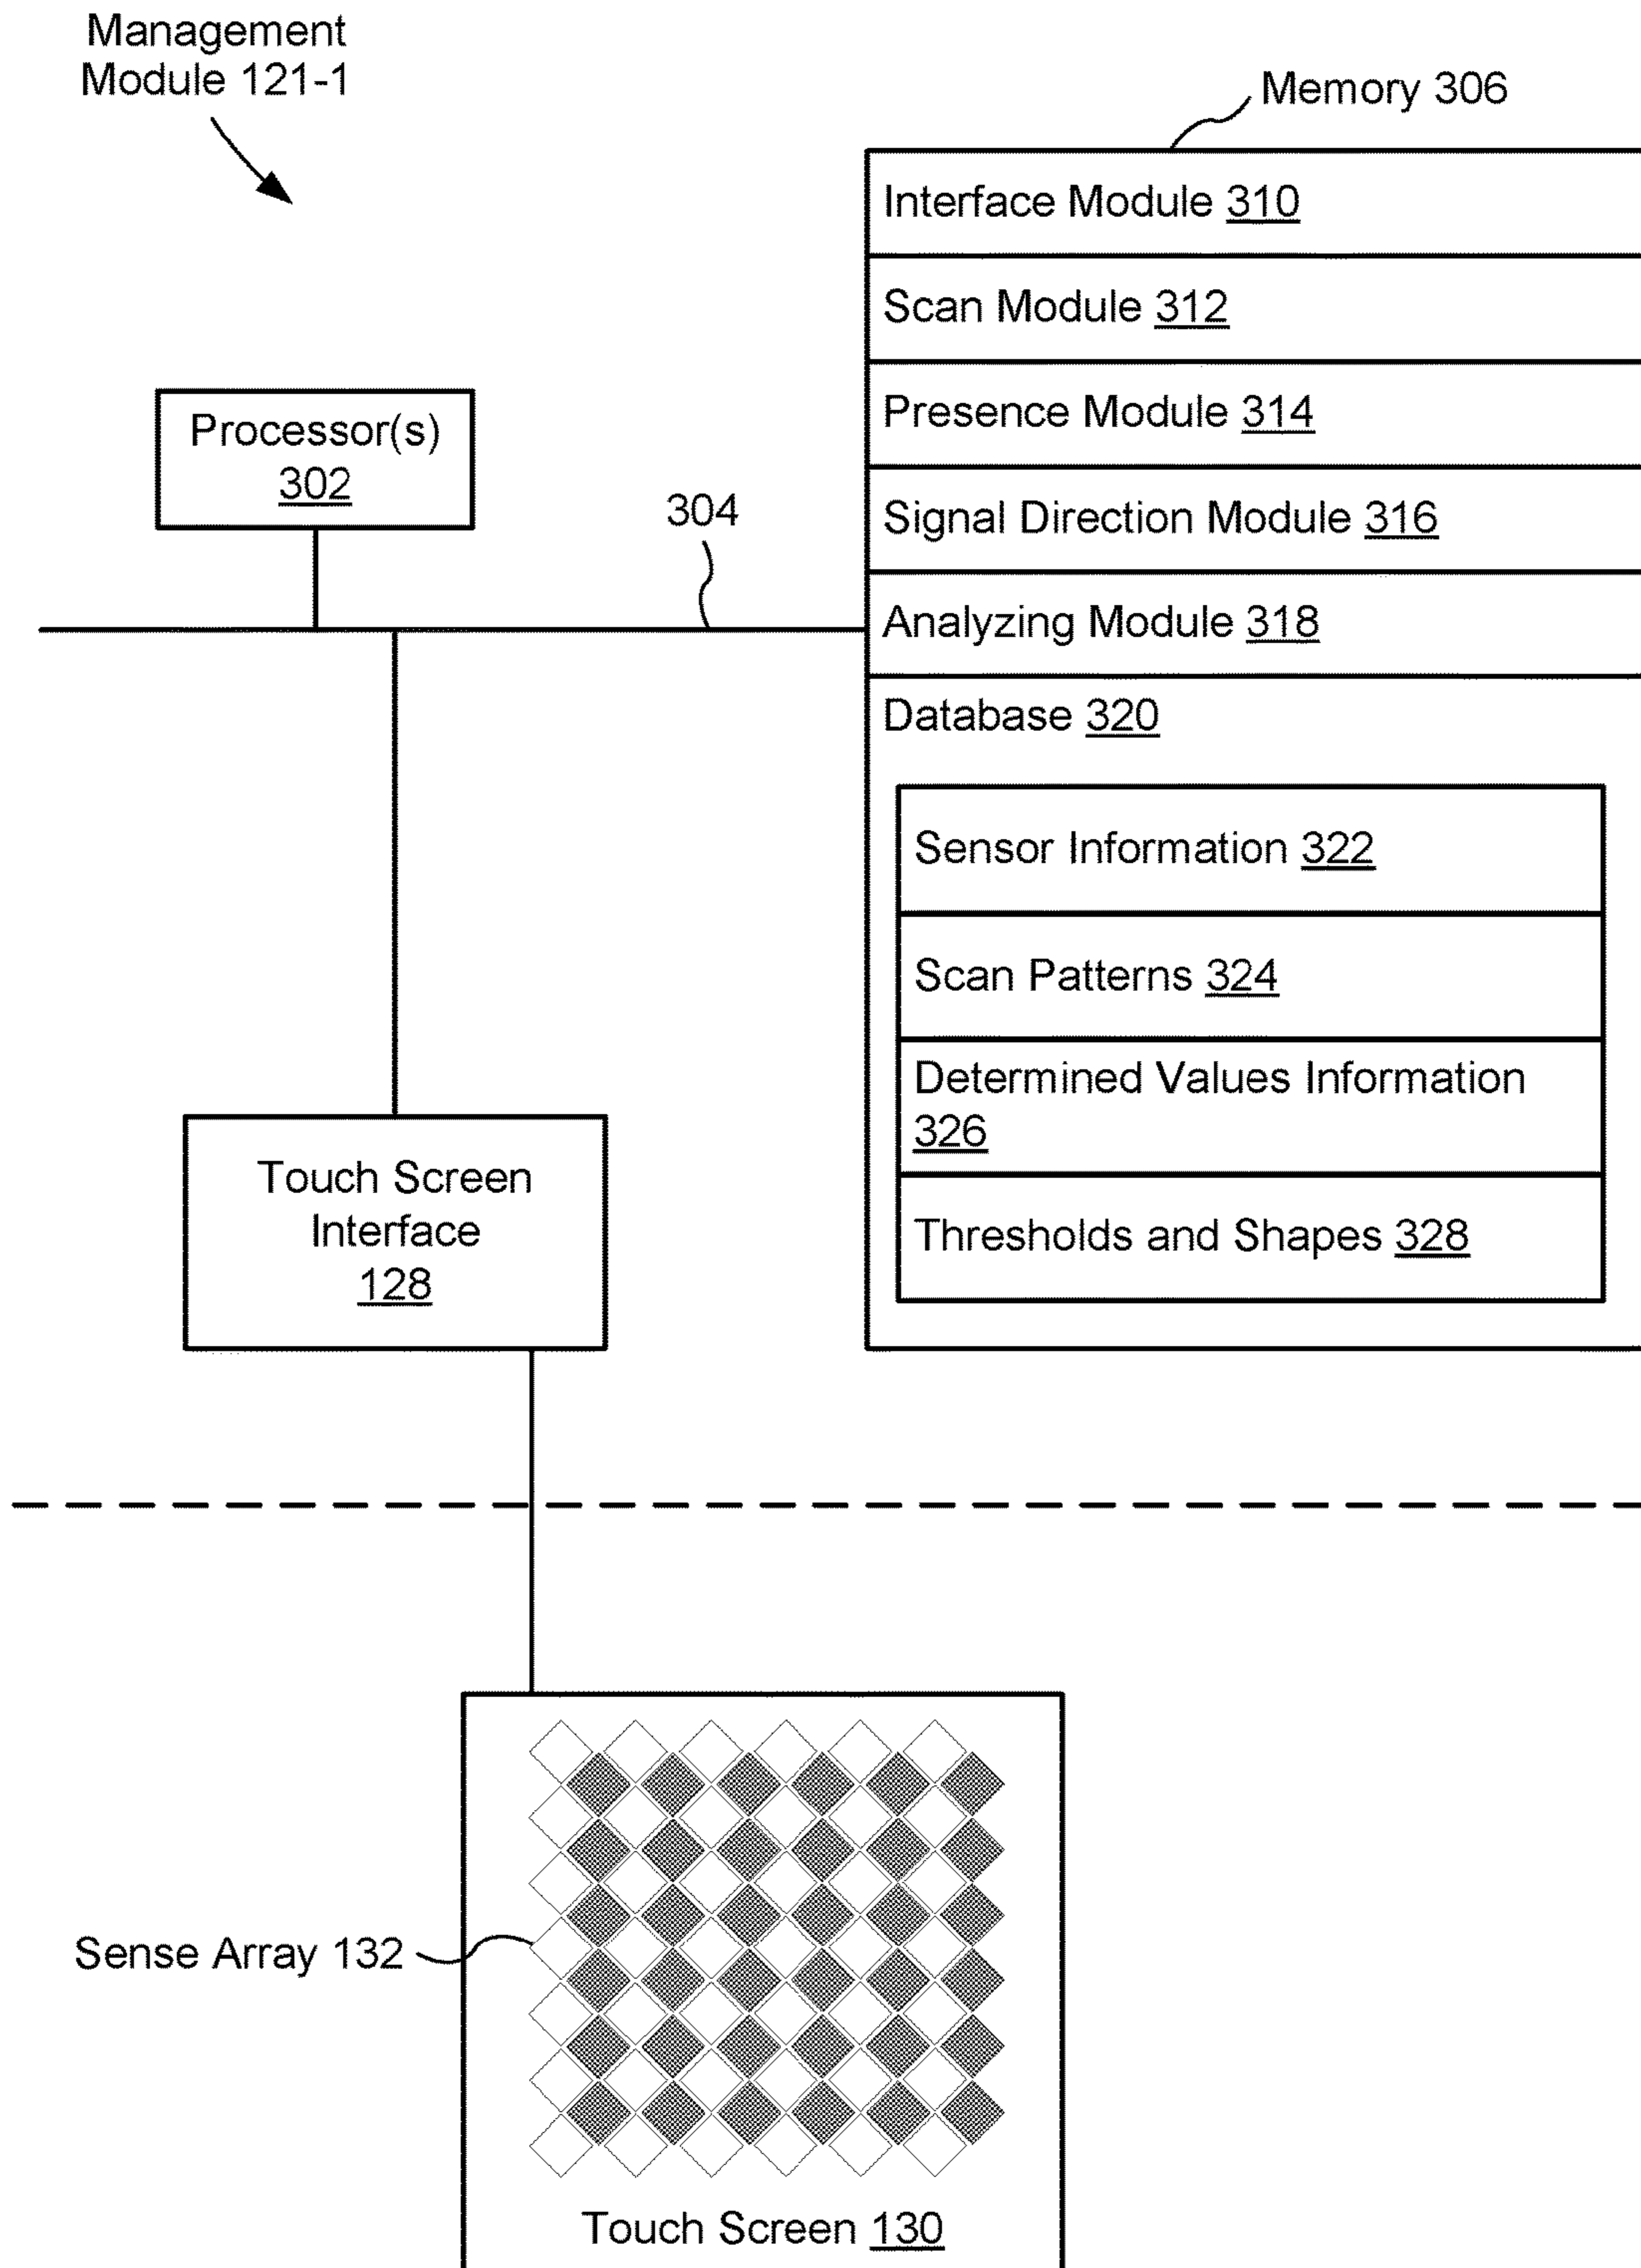 Management
Module 121-1
Memory 306
Interface Module 310
Scan Module 312
Presence Module 314
Processor(s)
302
304
Signal Direction Module 316
Analyzing Module 318
Database 320
Sensor Information 322
Scan Patterns 324
Determined Values Information
326
Thresholds and Shapes 328
Touch Screen
Interface
128
Sense Array 132
Touch Screen 130